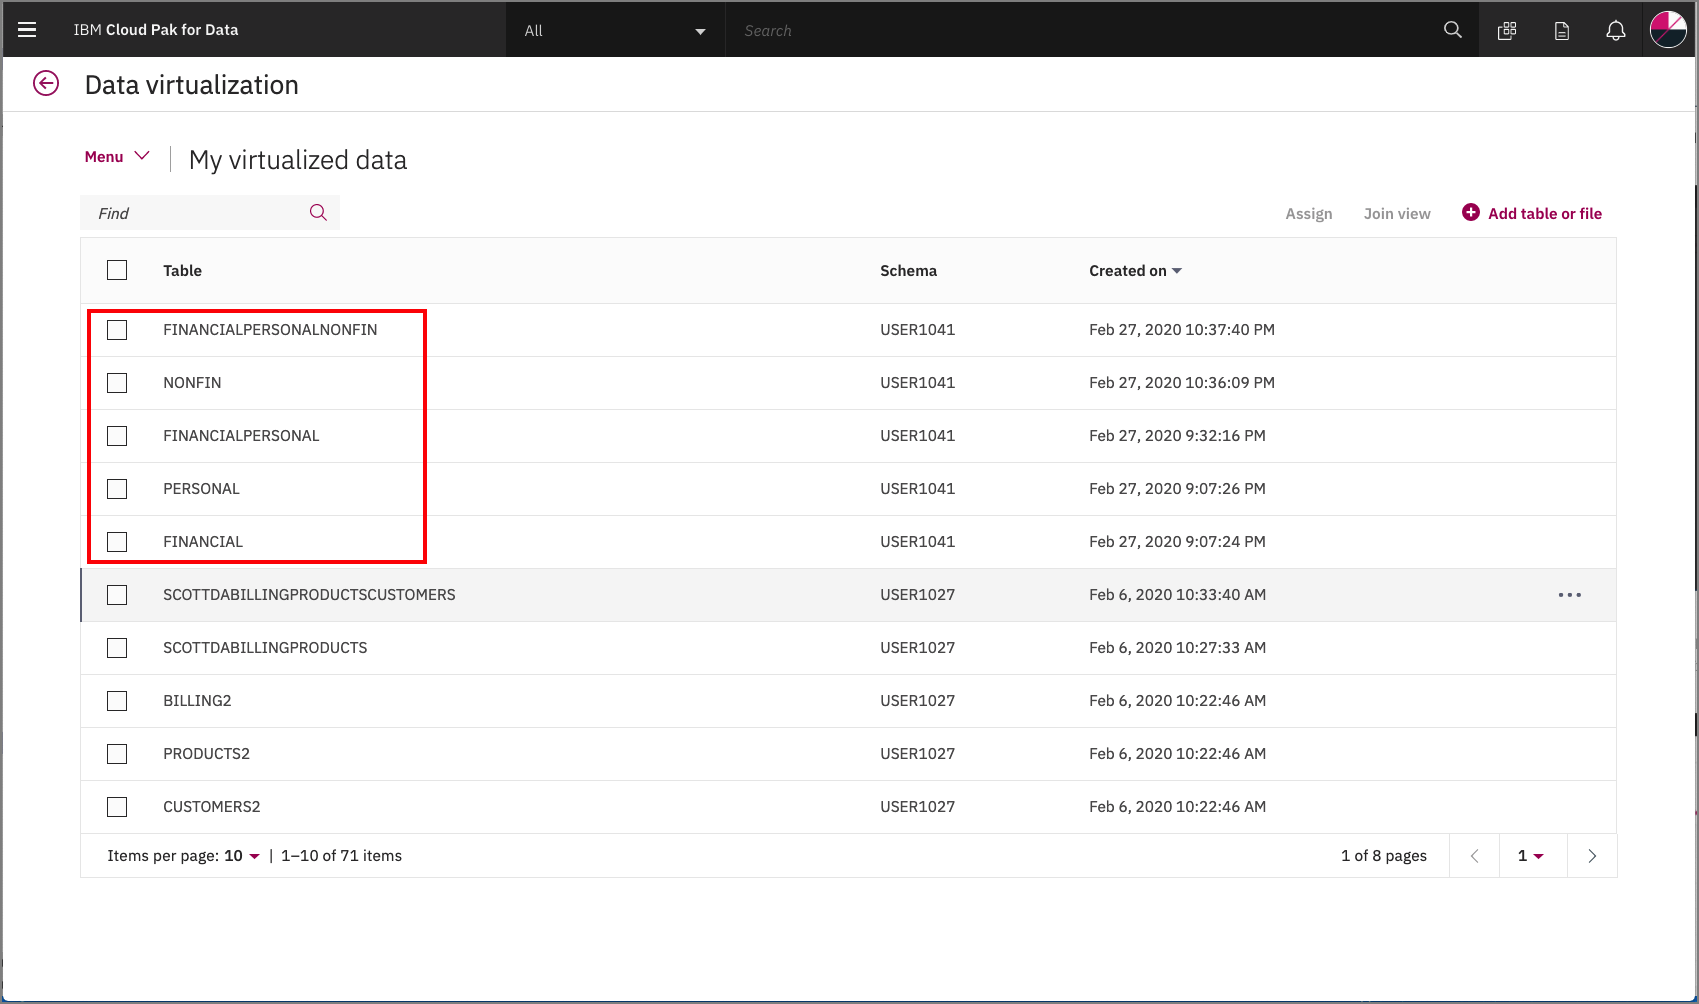 IBM Cloud Pak for Data All Search
Data virtualization
Menu My virtualized data
Find Assign Join view Add table or file
Table Schema Created on
FINANCIALPERSONALNONFIN USER1041 Feb 27, 2020 10:37:40 PM
NONFIN USER1041 Feb 27, 2020 10:36:09 PM
FINANCIALPERSONAL USER1041 Feb 27, 2020 9:32:16 PM
PERSONAL USER1041 Feb 27, 2020 9:07:26 PM
FINANCIAL USER1041 Feb 27, 2020 9:07:24 PM
SCOTTDABILLINGPRODUCTSCUSTOMERS USER1027 Feb 6, 2020 10:33:40 AM
SCOTTDABILLINGPRODUCTS USER1027 Feb 6, 2020 10:27:33 AM
BILLING2 USER1027 Feb 6, 2020 10:22:46 AM
PRODUCTS2 USER1027 Feb 6, 2020 10:22:46 AM
CUSTOMERS2 USER1027 Feb 6, 2020 10:22:46 AM
Items per page: 10 | 1–10 of 71 items 1 of 8 pages 1